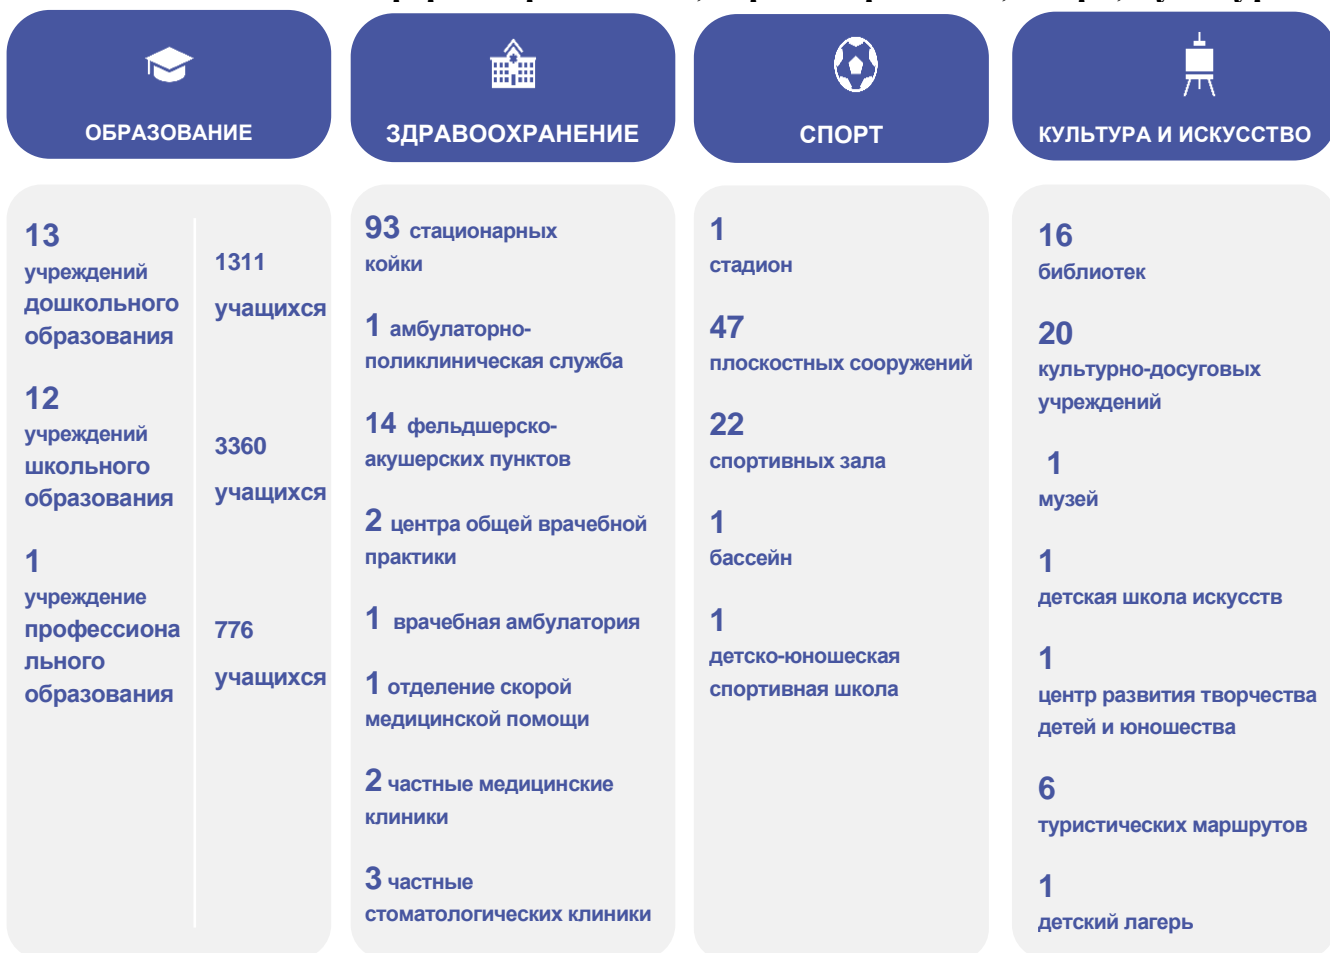 ОБРАЗОВАНИЕ
13
учреждений
дошкольного
образования
1311
учащихся
12
учреждений
школьного
образования
3360
учащихся
1
учреждение
профессиона
льного
образования
776
учащихся
ЗДРАВООХРАНЕНИЕ
93 стационарных
койки
1 амбулаторно-
поликлиническая служба
14 фельдшерско-
акушерских пунктов
2 центра общей врачебной
практики
1 врачебная амбулатория
1 отделение скорой
медицинской помощи
2 частные медицинские
клиники
3 частные
стоматологических клиники
СПОРТ
1
стадион
47
плоскостных сооружений
22
спортивных зала
1
бассейн
1
детско-юношеская
спортивная школа
КУЛЬТУРА И ИСКУССТВО
16
библиотек
20
культурно-досуговых
учреждений
1
музей
1
детская школа искусств
1
центр развития творчества
детей и юношества
6
туристических маршрутов
1
детский лагерь